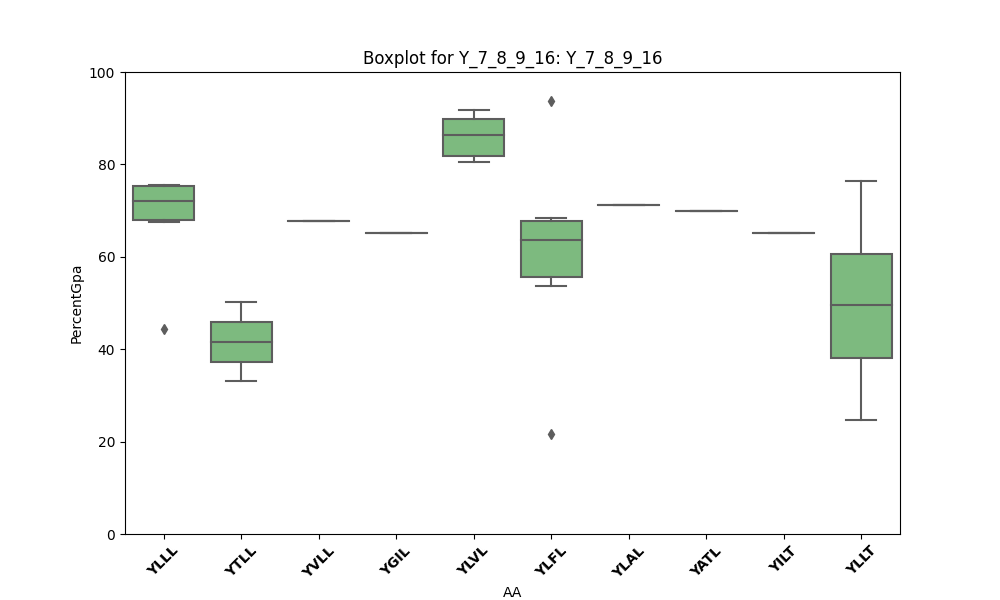 Boxplot for Y_7_8_9_16: Y_7_8_9_16
100
80
60
40
20
0
PercentGpa
YLLL
YTLL
YVLL
YGIL
YLVL
YLFL
YLAL
YATL
YILT
YLLT
AA